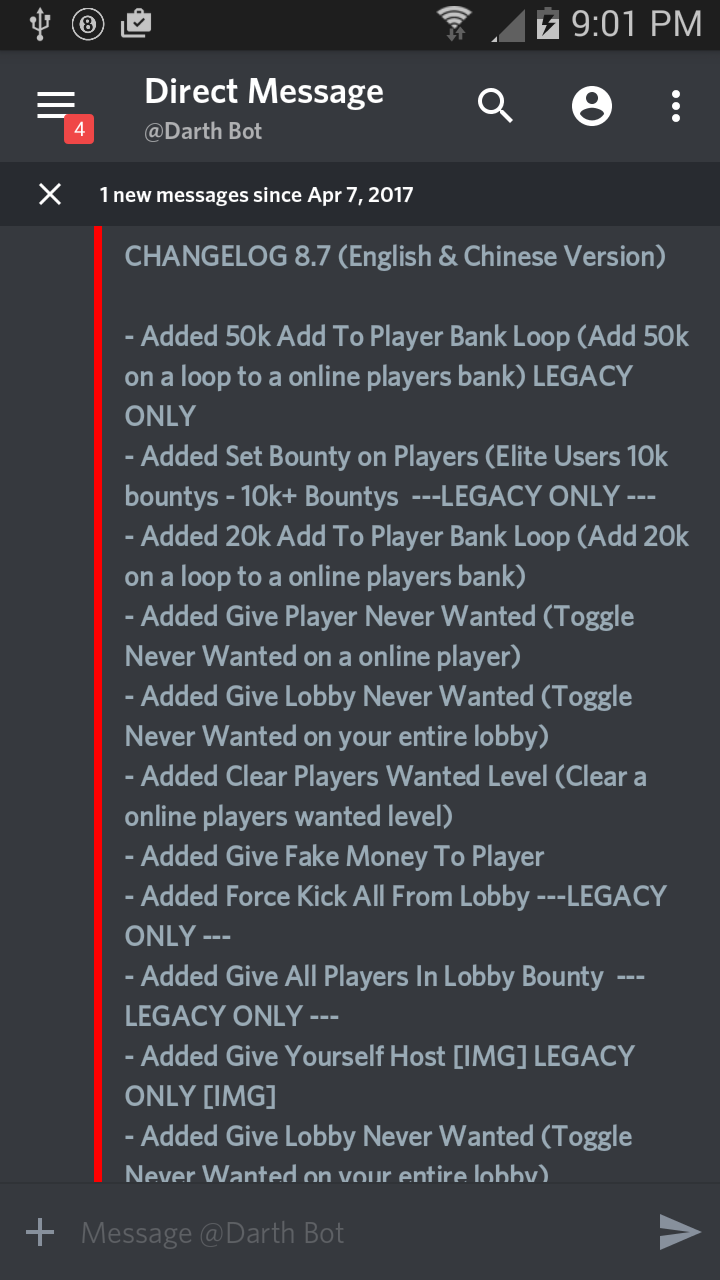 9:01 PM
Direct Message
4
@Darth Bot
1 new messages since Apr 7, 2017
CHANGELOG 8.7 (English & Chinese Version)
- Added 50k Add To Player Bank Loop (Add 50k
on a loop to a online players bank) LEGACY
ONLY
- Added Set Bounty on Players (Elite Users 10k
bountys - 10k+ Bountys  ---LEGACY ONLY ---
- Added 20k Add To Player Bank Loop (Add 20k
on a loop to a online players bank)
- Added Give Player Never Wanted (Toggle
Never Wanted on a online player)
- Added Give Lobby Never Wanted (Toggle
Never Wanted on your entire lobby)
- Added Clear Players Wanted Level (Clear a
online players wanted level)
- Added Give Fake Money To Player
- Added Force Kick All From Lobby ---LEGACY
ONLY ---
- Added Give All Players In Lobby Bounty  ---
LEGACY ONLY ---
- Added Give Yourself Host [IMG] LEGACY
ONLY [IMG]
- Added Give Lobby Never Wanted (Toggle
Never Wanted on your entire lobby)
Message @Darth Bot